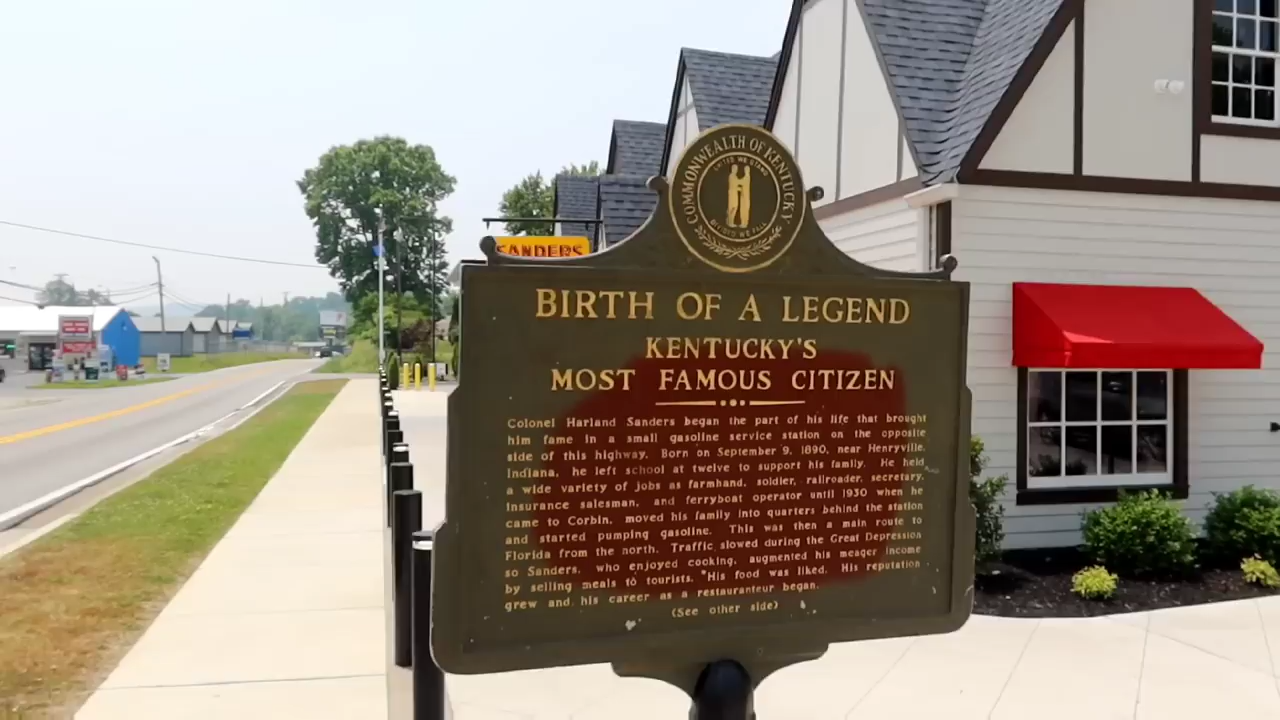 COMMONWEALTH OF KENTUCKY
UNITED WE STAND
DIVIDED WE FALL
SANDERS
BIRTH OF A LEGEND
KENTUCKY'S
MOST FAMOUS CITIZEN
Colonel Harland Sanders began the part of his life that brought
him fame in a small gasoline service station on the opposite
side of this highway. Born on September 9, 1890, near Henryville,
Indiana, he left school at twelve to support his family. He held
a wide variety of jobs as farmhand, soldier, railroader, secretary,
insurance salesman, and ferryboat operator until 1930 when he
came to Corbin, moved his family into quarters behind the station
and started pumping gasoline. This was then a main route to
Florida from the north. Traffic slowed during the Great Depression
so Sanders, who enjoyed cooking, augmented his meager income
by selling meals to tourists. "His food was liked. His reputation
grew and his career as a restauranteur began.
(See other side)